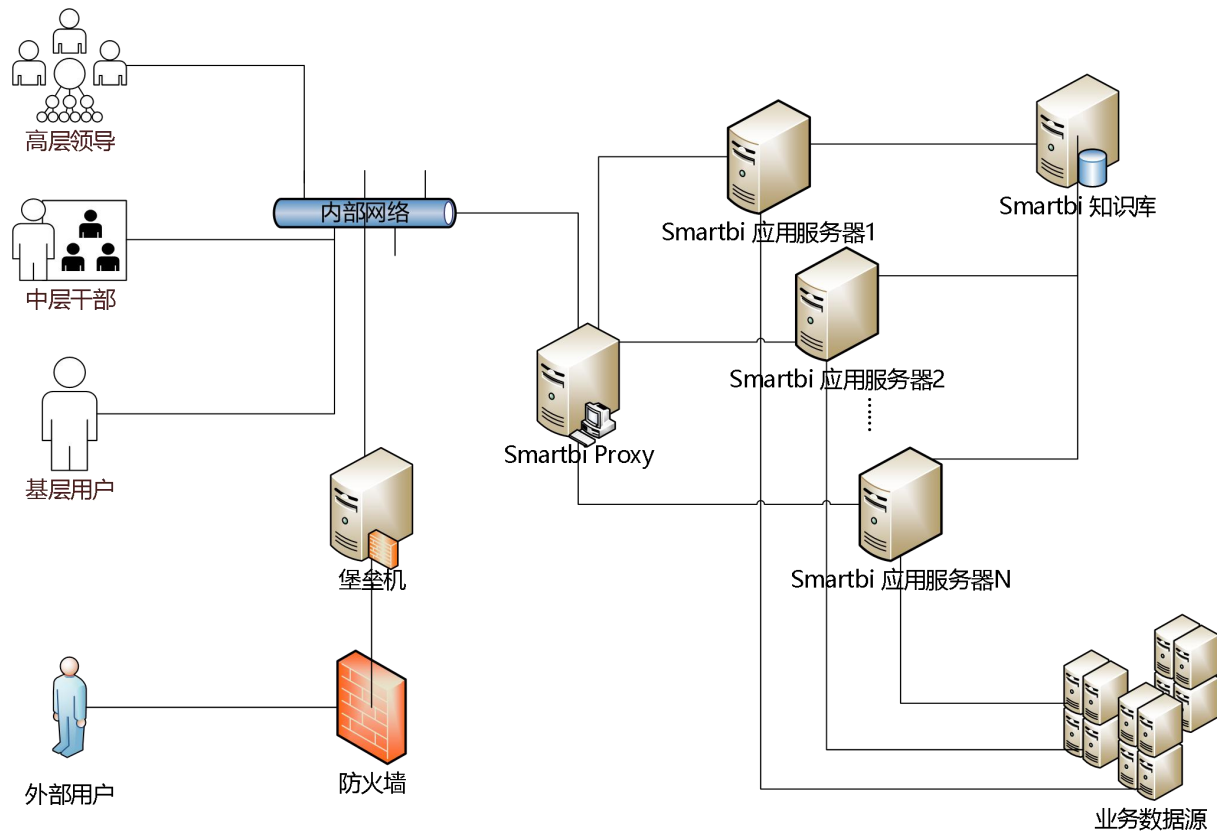 高层领导
内部网络
Smartbi 知识库
Smartbi 应用服务器1
中层干部
Smartbi 应用服务器2
Smartbi Proxy
基层用户
堡垒机
Smartbi 应用服务器N
防火墙
外部用户
业务数据源